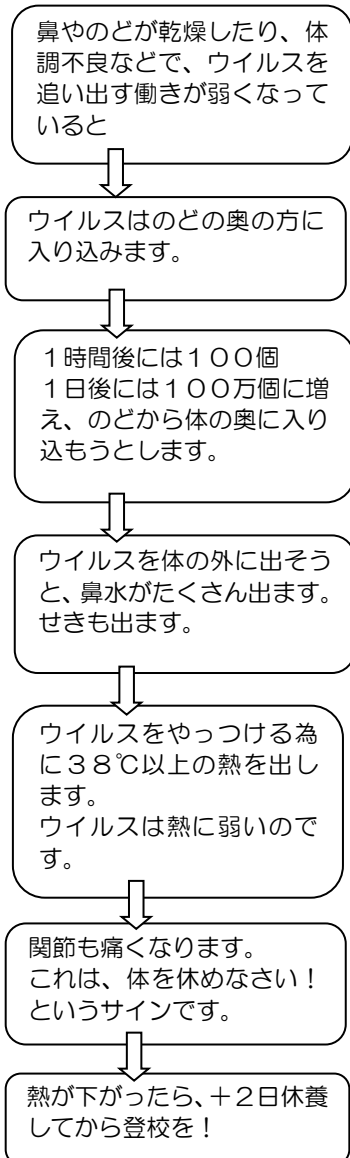 鼻やのどが乾燥したり、体
調不良などで、ウイルスを
追い出す働きが弱くなって
いると
ウイルスはのどの奥の方に
入り込みます。
１時間後には１００個
１日後には１００万個に増
え、のどから体の奥に入り
込もうとします。
ウイルスを体の外に出そう
と、鼻水がたくさん出ます。
せきも出ます。
ウイルスをやっつける為
に３８℃以上の熱を出し
ます。
ウイルスは熱に弱いので
す。
関節も痛くなります。
これは、体を休めなさい！
というサインです。
熱が下がったら、＋２日休養
してから登校を！